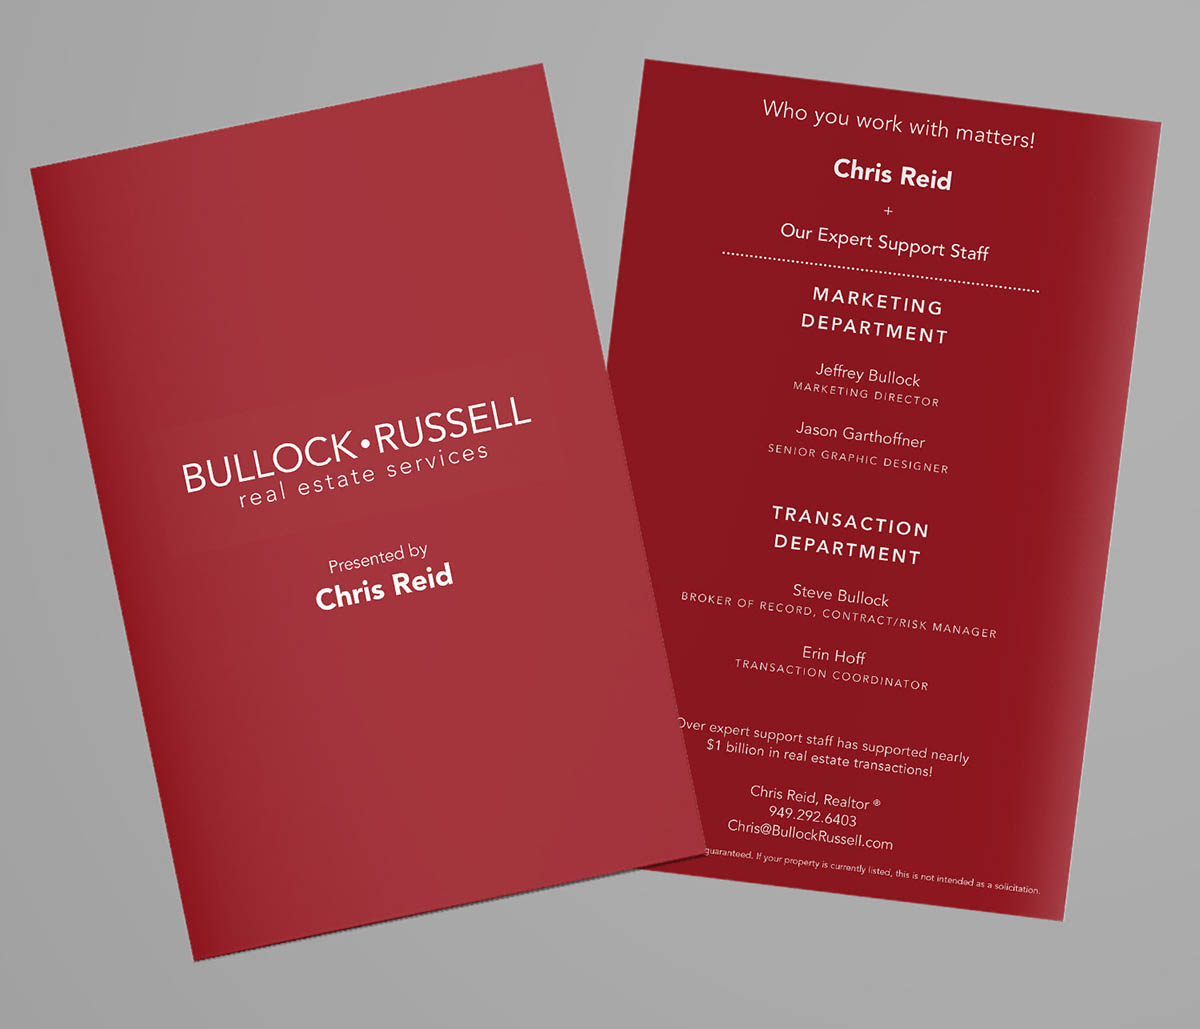 BULLOCK•RUSSELL
real estate services
Presented by
Chris Reid
Who you work with matters!
Chris Reid
+
Our Expert Support Staff
MARKETING
DEPARTMENT
Jeffrey Bullock
MARKETING DIRECTOR
Jason Garthoffner
SENIOR GRAPHIC DESIGNER
TRANSACTION
DEPARTMENT
Steve Bullock
BROKER OF RECORD, CONTRACT/RISK MANAGER
Erin Hoff
TRANSACTION COORDINATOR
Over expert support staff has supported nearly
$1 billion in real estate transactions!
Chris Reid, Realtor ®
949.292.6403
Chris@BullockRussell.com
guaranteed. If your property is currently listed, this is not intended as a solicitation.